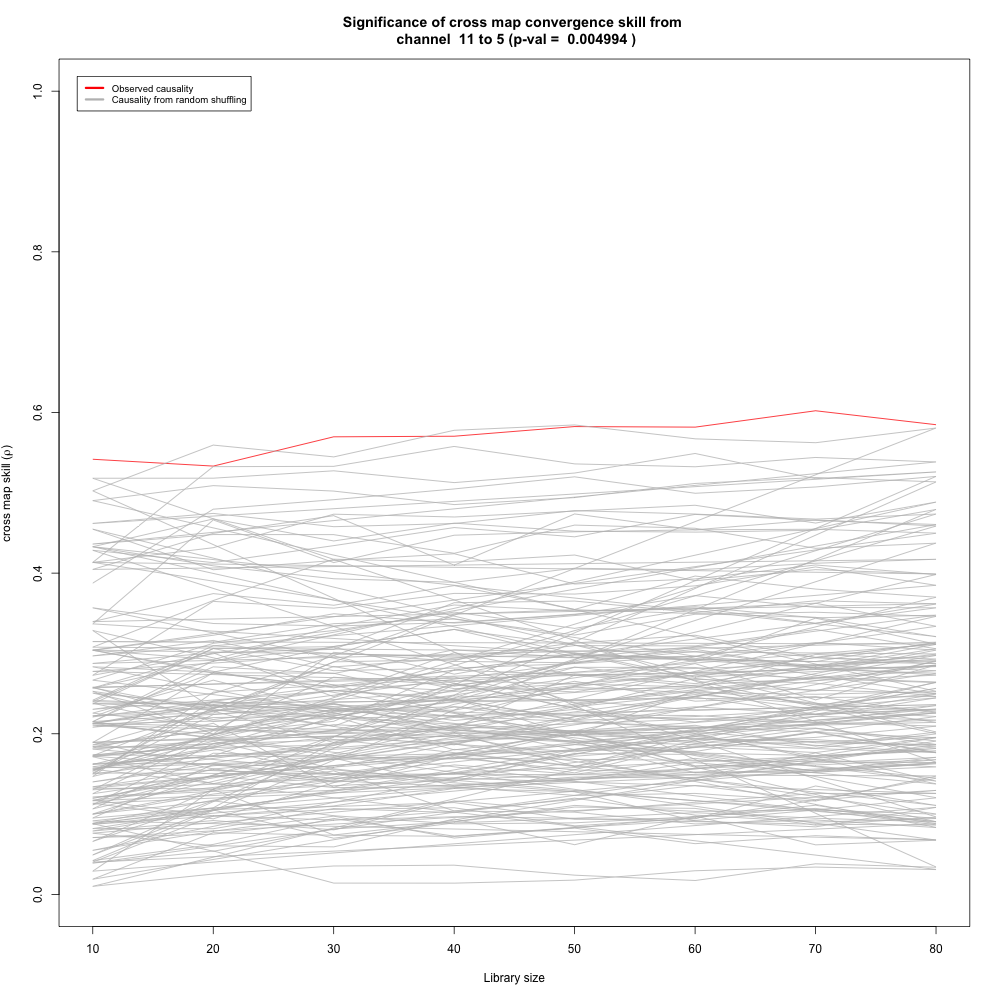 Significance of cross map convergence skill from
channel  11 to 5 (p-val =  0.004994 )
Observed causality
Causality from random shuffling
cross map skill (ρ)
1.0
0.8
0.6
0.4
0.2
0.0
10 20 30 40 50 60 70 80
Library size